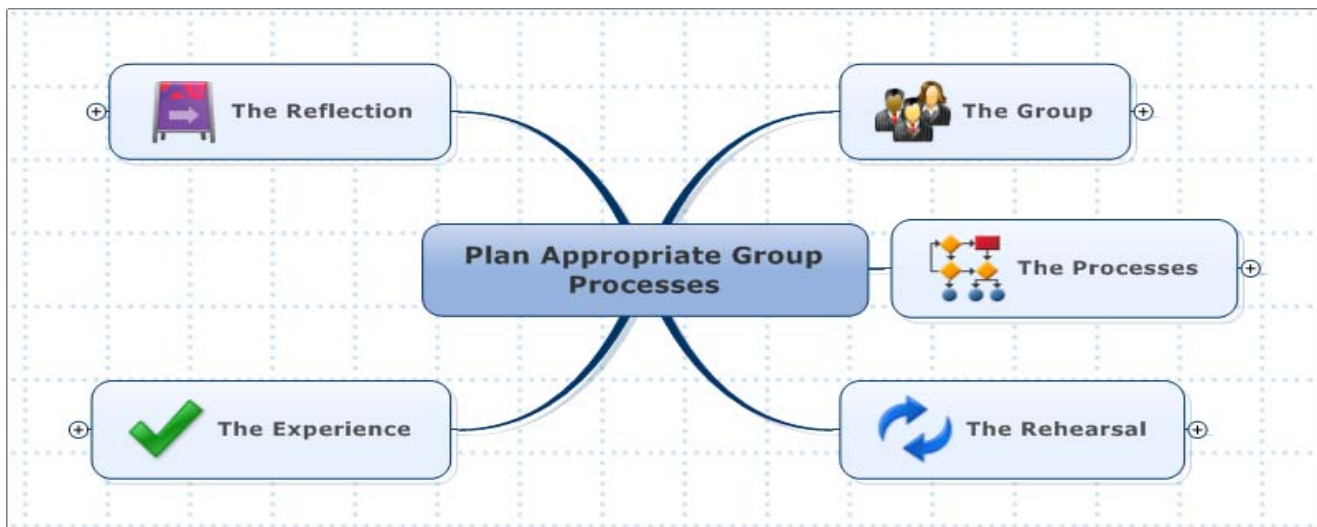 The Reflection
The Group
Plan Appropriate Group
Processes
The Processes
The Experience
The Rehearsal